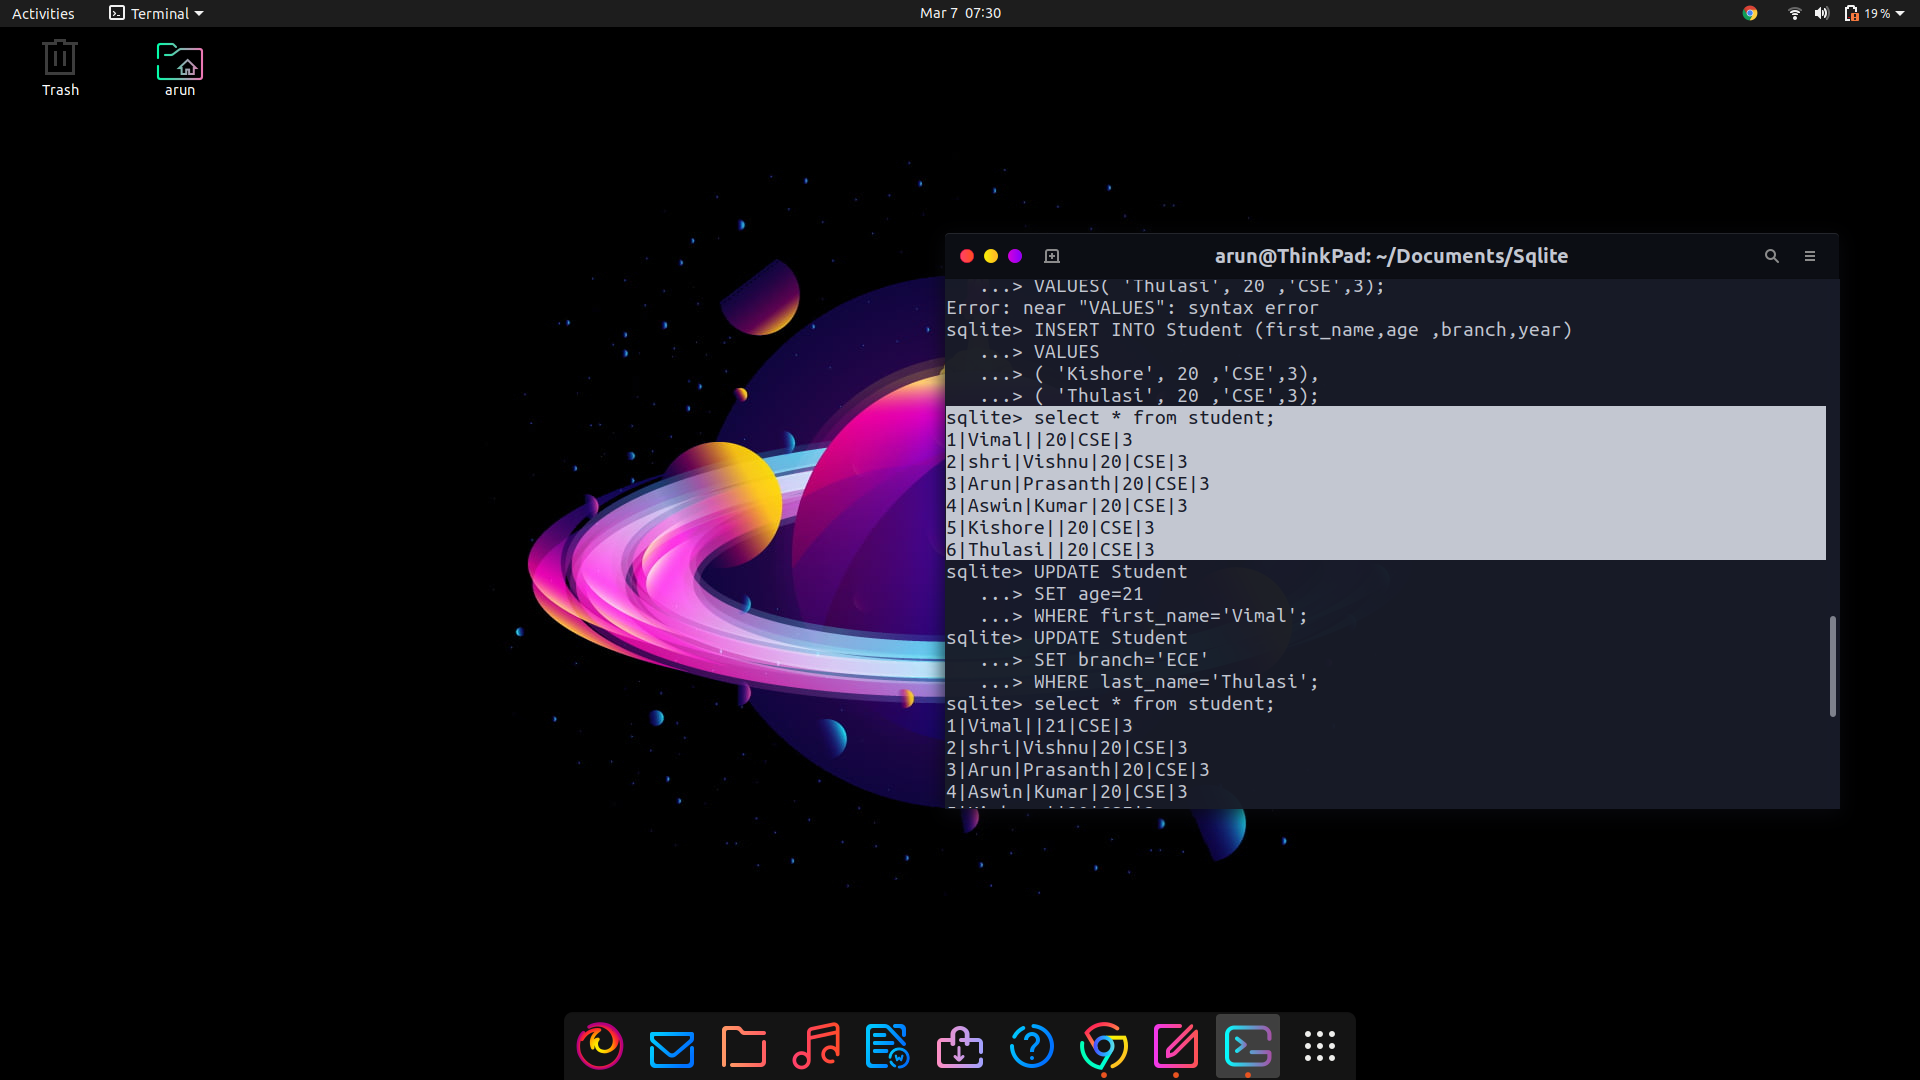 Activities
Terminal
Mar 7 07:30
19 %
Trash
arun
arun@ThinkPad: ~/Documents/Sqlite
...> VALUES( 'Thulasi', 20 ,'CSE',3);
Error: near "VALUES": syntax error
sqlite> INSERT INTO Student (first_name,age ,branch,year)
...> VALUES
...> ( 'Kishore', 20 ,'CSE',3),
...> ( 'Thulasi', 20 ,'CSE',3);
sqlite> select * from student;
1|Vimal||20|CSE|3
2|shri|Vishnu|20|CSE|3
3|Arun|Prasanth|20|CSE|3
4|Aswin|Kumar|20|CSE|3
5|Kishore||20|CSE|3
6|Thulasi||20|CSE|3
sqlite> UPDATE Student
...> SET age=21
...> WHERE first_name='Vimal';
sqlite> UPDATE Student
...> SET branch='ECE'
...> WHERE last_name='Thulasi';
sqlite> select * from student;
1|Vimal||21|CSE|3
2|shri|Vishnu|20|CSE|3
3|Arun|Prasanth|20|CSE|3
4|Aswin|Kumar|20|CSE|3